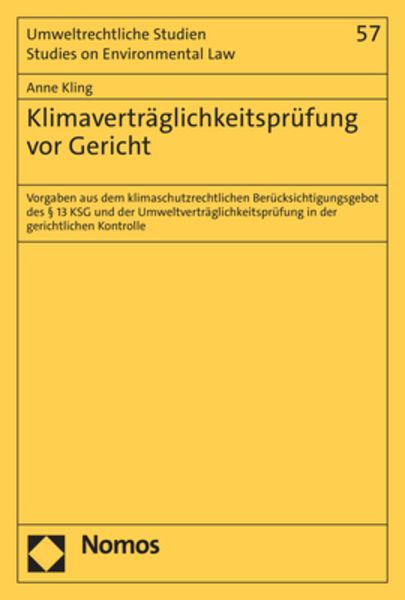 Umweltrechtliche Studien 57
Studies on Environmental Law
Anne Kling
Klimaverträglichkeitsprüfung
vor Gericht
Vorgaben aus dem klimaschutzrechtlichen Berücksichtigungsgebot
des § 13 KSG und der Umweltverträglichkeitsprüfung in der
gerichtlichen Kontrolle
Nomos